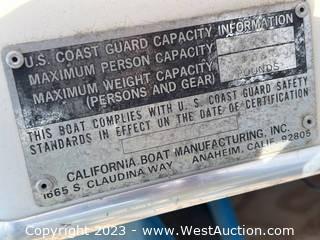 U.S. COAST GUARD CAPACITY INFORMATION
MAXIMUM PERSON CAPACITY
MAXIMUM WEIGHT CAPACITY
(PERSONS AND GEAR) POUNDS
THIS BOAT COMPLIES WITH U.S. COAST GUARD SAFETY
STANDARDS IN EFFECT ON THE DATE OF CERTIFICATION
CALIFORNIA BOAT MANUFACTURING, INC.
1665 S. CLAUDINA WAY ANAHEIM, CALIF. 92805
Copyright - 2023 - WestAuction.com